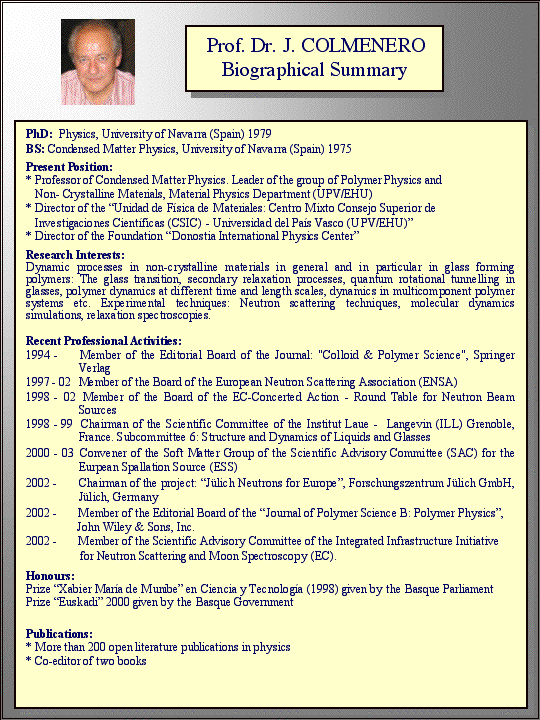 Prof. Dr. J. COLMENERO
Biographical Summary
PhD: Physics, University of Navarra (Spain) 1979
BS: Condensed Matter Physics, University of Navarra (Spain) 1975
Present Position:
* Professor of Condensed Matter Physics. Leader of the group of Polymer Physics and
Non- Crystalline Materials, Material Physics Department (UPV/EHU)
* Director of the “Unidad de Física de Materiales: Centro Mixto Consejo Superior de
Investigaciones Científicas (CSIC) - Universidad del País Vasco (UPV/EHU)”
* Director of the Foundation “Donostia International Physics Center”
Research Interests:
Dynamic processes in non-crystalline materials in general and in particular in glass forming
polymers: The glass transition, secondary relaxation processes, quantum rotational tunnelling in
glasses, polymer dynamics at different time and length scales, dynamics in multicomponent polymer
systems etc. Experimental techniques: Neutron scattering techniques, molecular dynamics
simulations, relaxation spectroscopies.
Recent Professional Activities:
1994 - Member of the Editorial Board of the Journal: "Colloid & Polymer Science", Springer
Verlag
1997 - 02 Member of the Board of the European Neutron Scattering Association (ENSA)
1998 - 02 Member of the Board of the EC-Concerted Action - Round Table for Neutron Beam
Sources
1998 - 99 Chairman of the Scientific Committee of the Institut Laue - Langevin (ILL) Grenoble,
France. Subcommittee 6: Structure and Dynamics of Liquids and Glasses
2000 - 03 Convener of the Soft Matter Group of the Scientific Advisory Committee (SAC) for the
Eurpean Spallation Source (ESS)
2002 - Chairman of the project: “Jülich Neutrons for Europe”, Forschungszentrum Jülich GmbH,
Jülich, Germany
2002 - Member of the Editorial Board of the “Journal of Polymer Science B: Polymer Physics”,
John Wiley & Sons, Inc.
2002 - Member of the Scientific Advisory Committee of the Integrated Infrastructure Initiative
for Neutron Scattering and Moon Spectroscopy (EC).
Honours:
Prize “Xabier María de Munibe” en Ciencia y Tecnología (1998) given by the Basque Parliament
Prize “Euskadi” 2000 given by the Basque Government
Publications:
* More than 200 open literature publications in physics
* Co-editor of two books